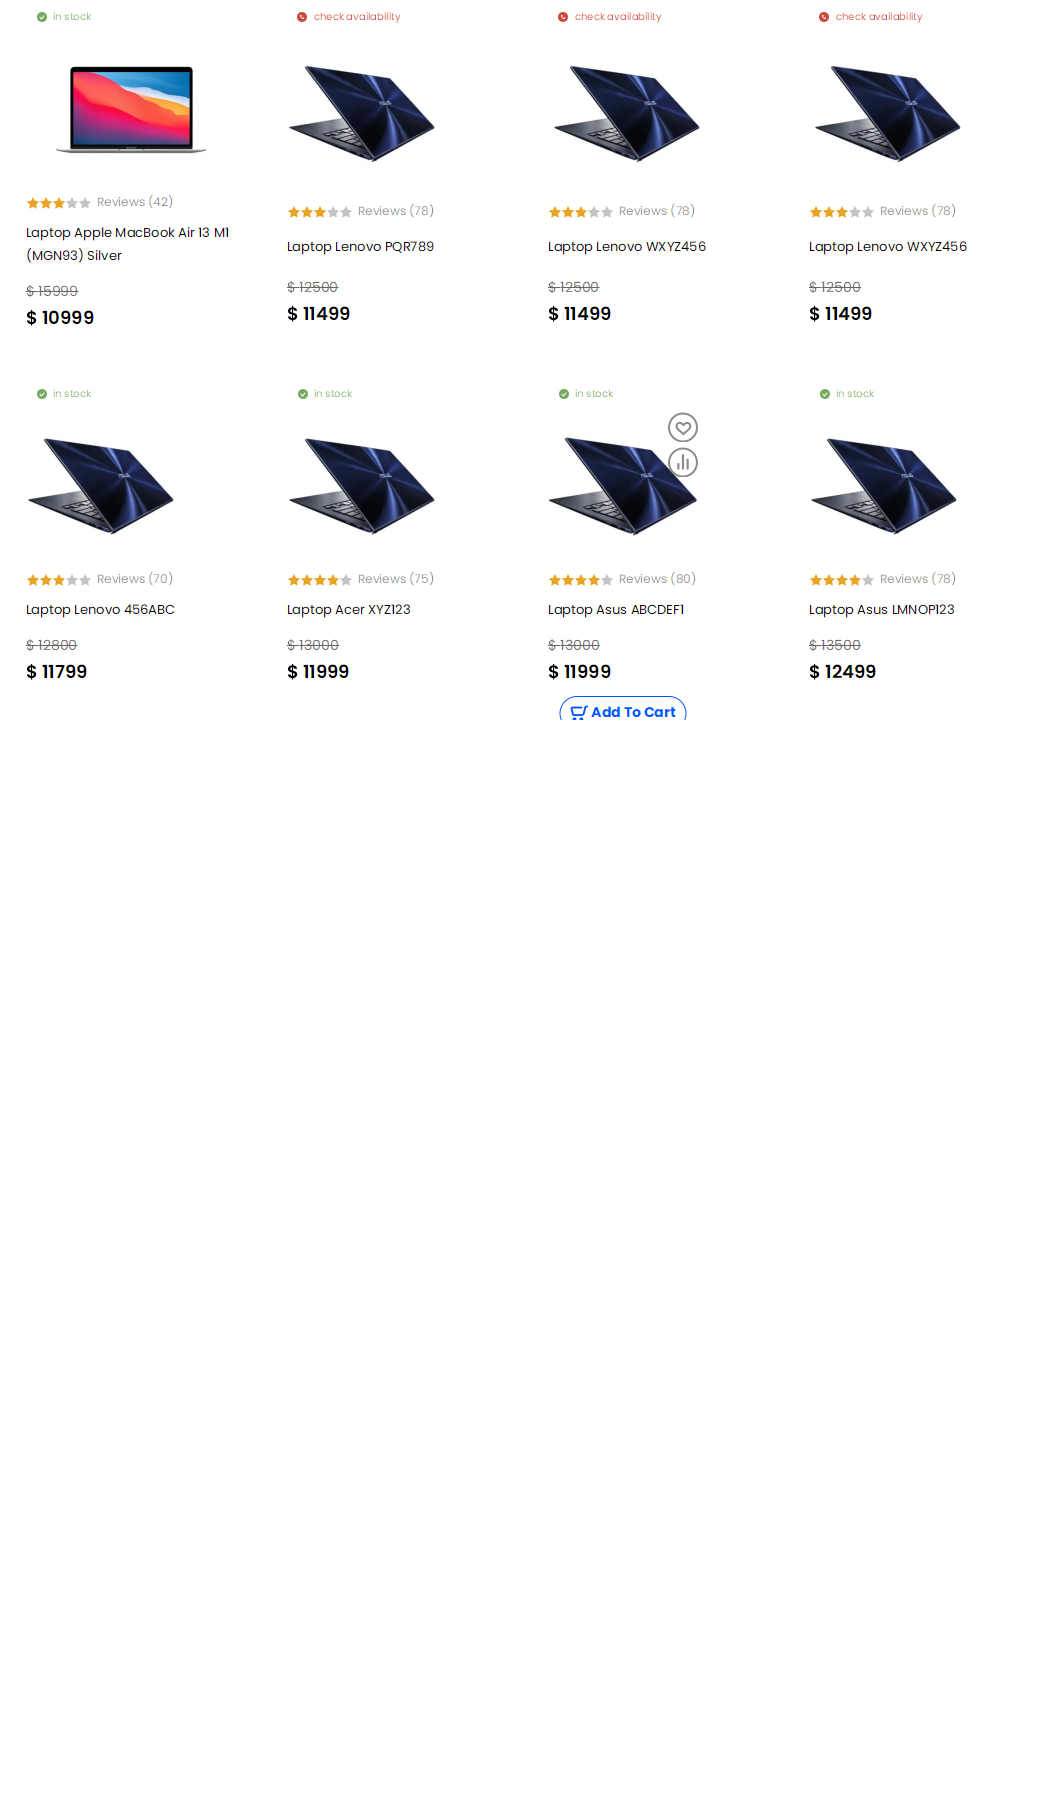 in stock
check availability
check availability
check availability
Reviews (42)
Reviews (78)
Reviews (78)
Reviews (78)
Laptop Apple MacBook Air 13 M1
(MGN93) Silver
Laptop Lenovo PQR789
Laptop Lenovo WXYZ456
Laptop Lenovo WXYZ456
$ 15999
$ 12500
$ 12500
$ 12500
$ 10999
$ 11499
$ 11499
$ 11499
in stock
in stock
in stock
in stock
Reviews (70)
Reviews (75)
Reviews (80)
Reviews (78)
Laptop Lenovo 456ABC
Laptop Acer XYZ123
Laptop Asus ABCDEF1
Laptop Asus LMNOP123
$ 12800
$ 13000
$ 13000
$ 13500
$ 11799
$ 11999
$ 11999
$ 12499
Add To Cart